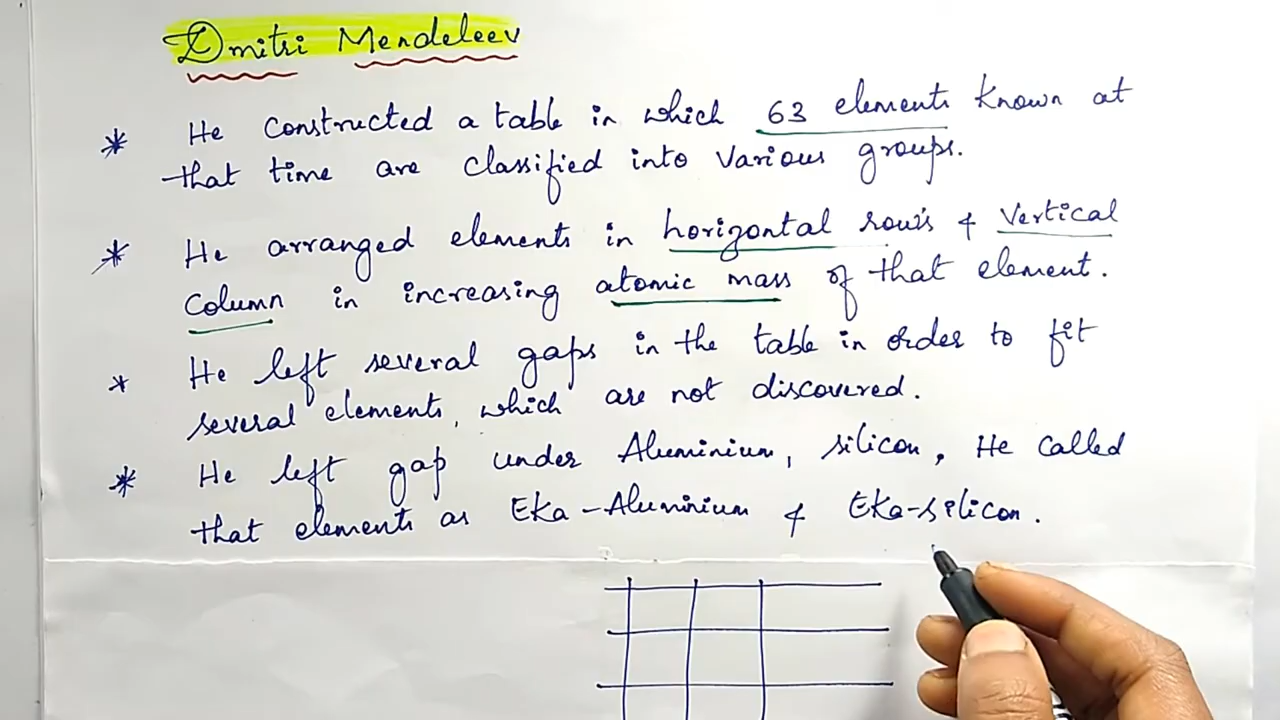 Dmitri Mendeleev
* He constructed a table in which 63 elements known at
that time are classified into various groups.
* He arranged elements in horizontal rows & vertical
column in increasing atomic mass of that element.
* He left several gaps in the table in order to fit
several elements, which are not discovered.
* He left gap under Aluminium, silicon, He called
that elements as Eka-Aluminium & Eka-silicon.